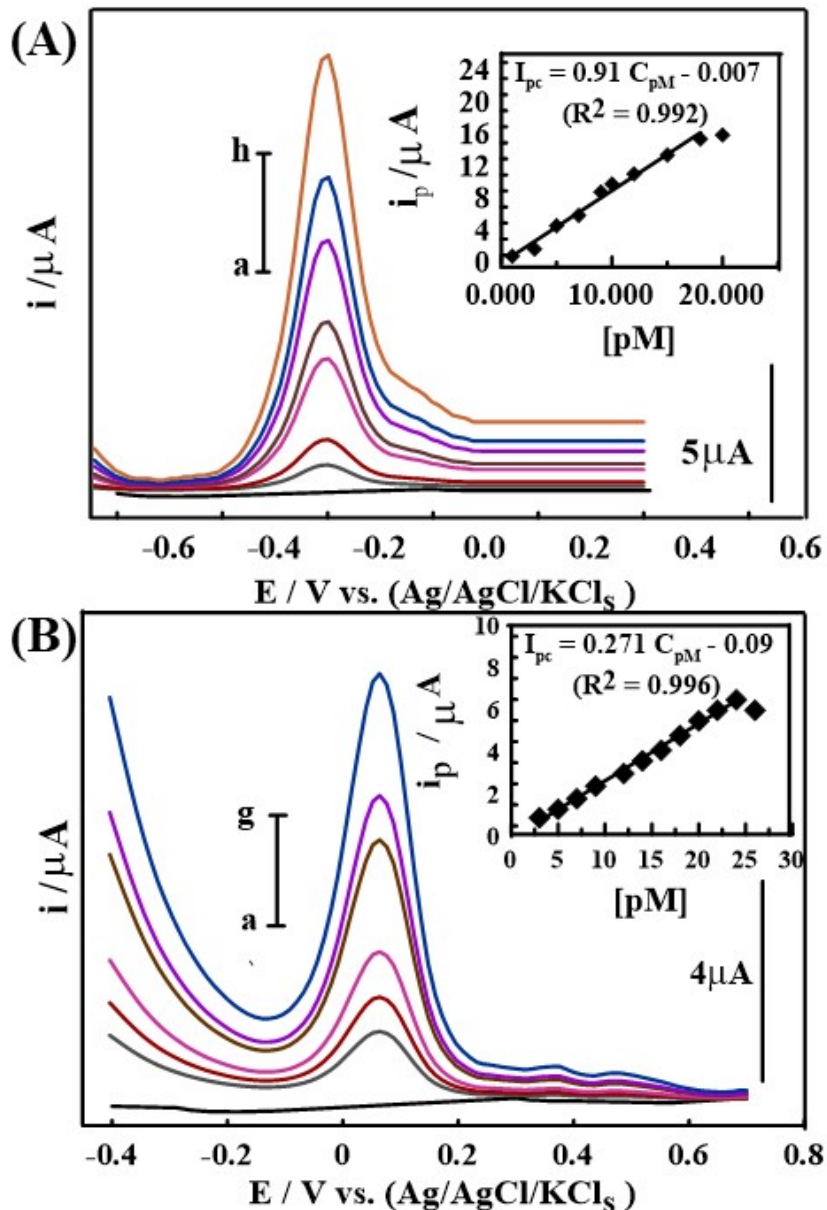 (A)
I_pc = 0.91 C_pM - 0.007
(R² = 0.992)
i_p /μA
24
20
16
12
8
4
0
0.000 10.000 20.000
[pM]
h
a
i /μA
5μA
-0.6 -0.4 -0.2 0.0 0.2 0.4 0.6
E / V vs. (Ag/AgCl/KCl_S )
(B)
I_pc = 0.271 C_pM - 0.09
(R² = 0.996)
i_p / μA
10
8
6
4
2
0
0 5 10 15 20 25 30
[pM]
g
a
i /μA
4μA
-0.4 -0.2 0 0.2 0.4 0.6 0.8
E / V vs. (Ag/AgCl/KCl_S )